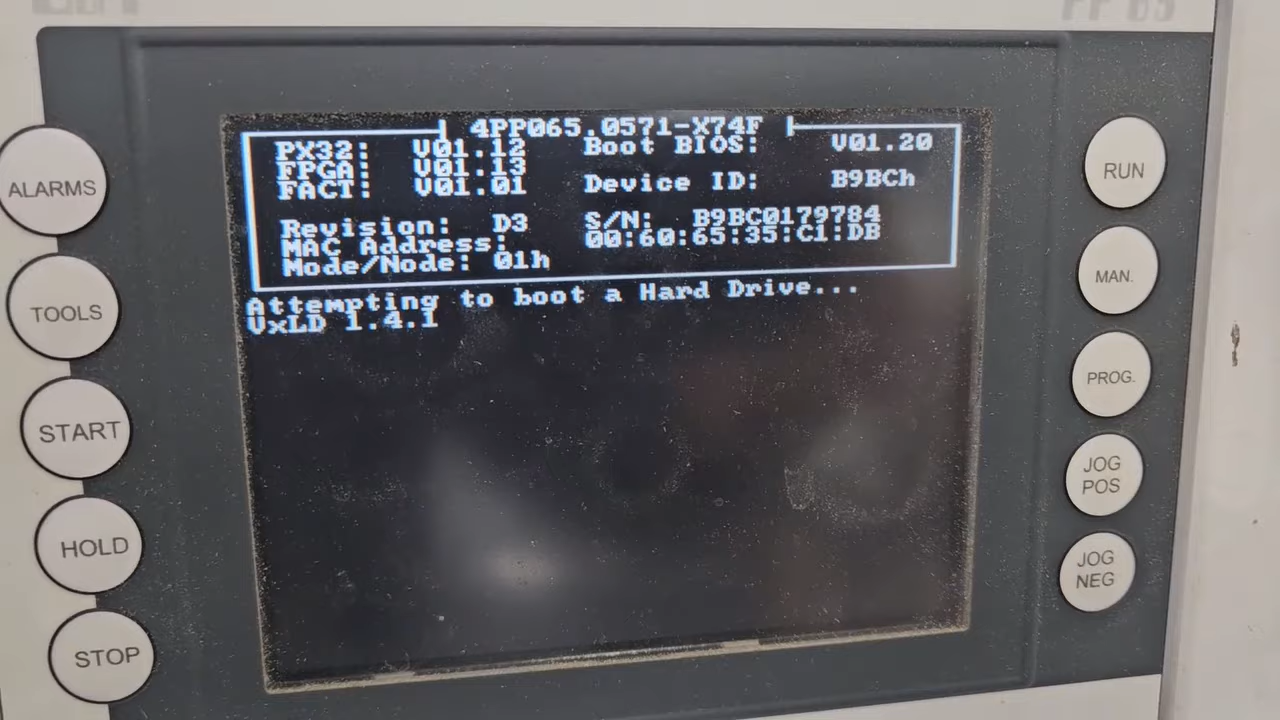 PP 65
4PP065.0571-X74F
PX32: V01.12 Boot BIOS: V01.20
FPGA: V01.13
FACT: V01.01 Device ID: B9BCh
Revision: D3 S/N: B9BC0179784
MAC Address: 00:60:65:35:C1:DB
Mode/Node: 01h
Attempting to boot a Hard Drive...
VxLD 1.4.1
ALARMS
TOOLS
START
HOLD
STOP
RUN
MAN.
PROG.
JOG
POS
JOG
NEG